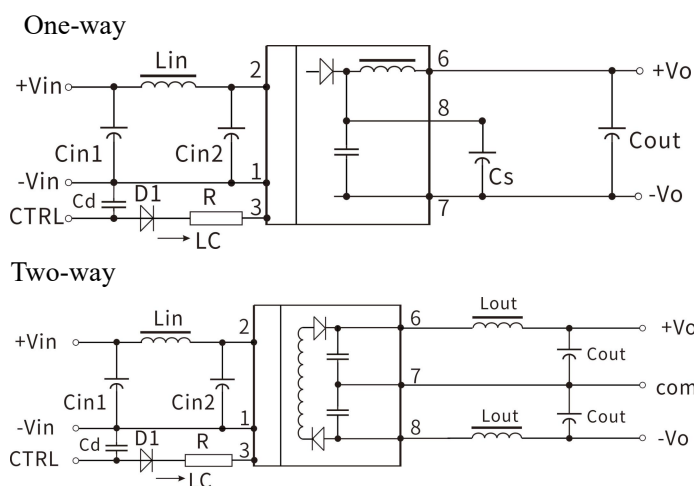 One-way
Lin
2
6
+Vin
+Vo
8
Cin1
Cin2
Cout
1
Cs
-Vin
-Vo
Cd
D1
R
3
7
CTRL
LC
Two-way
Lin
2
6
Lout
+Vin
+Vo
Cout
Cin1
Cin2
7
com
Cout
-Vin
1
8
Lout
Cd
D1
R
-Vo
CTRL
3
LC